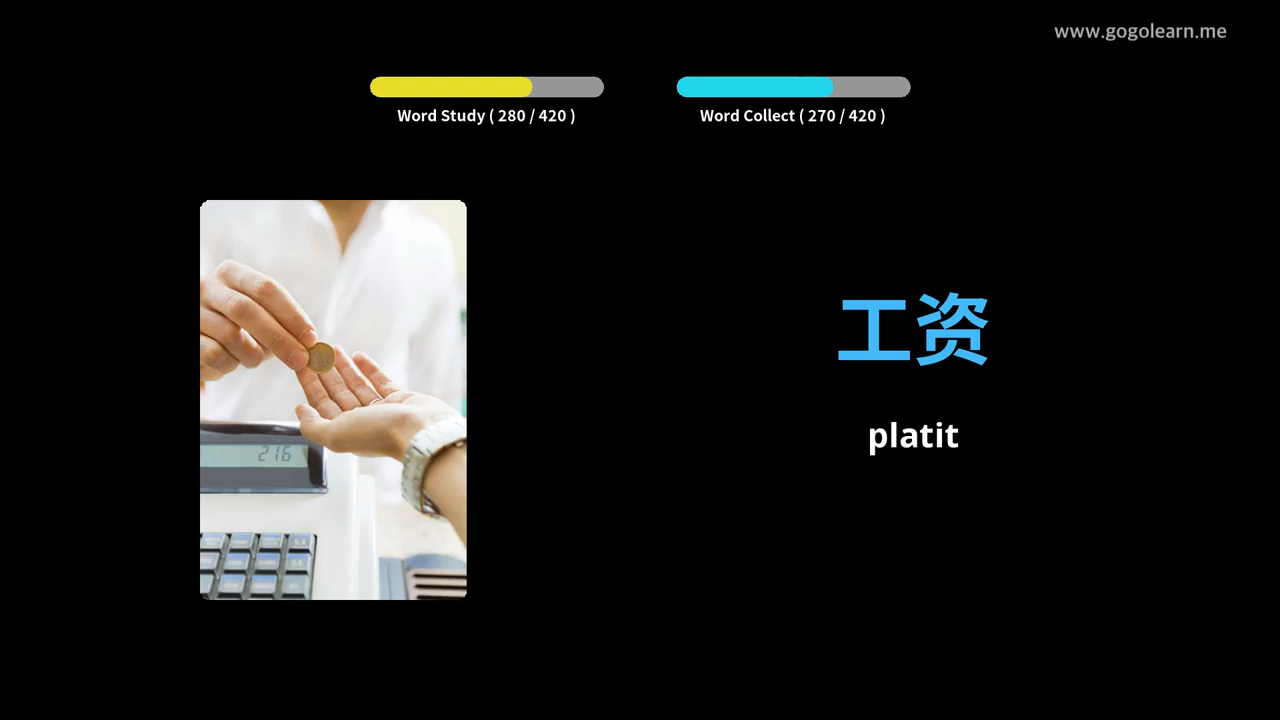 www.gogolearn.me
Word Study ( 280 / 420 )
Word Collect ( 270 / 420 )
工资
platit
216